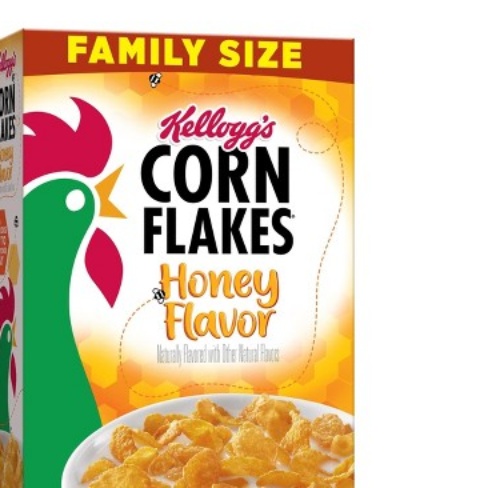 FAMILY SIZE
Kellogg's
CORN
FLAKES
Honey
Flavor
Naturally Flavored with Other Natural Flavors